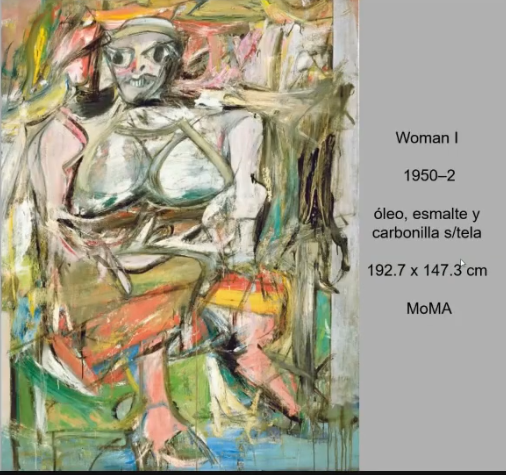 Woman I
1950–2
óleo, esmalte y
carbonilla s/tela
192.7 x 147.3 cm
MoMA